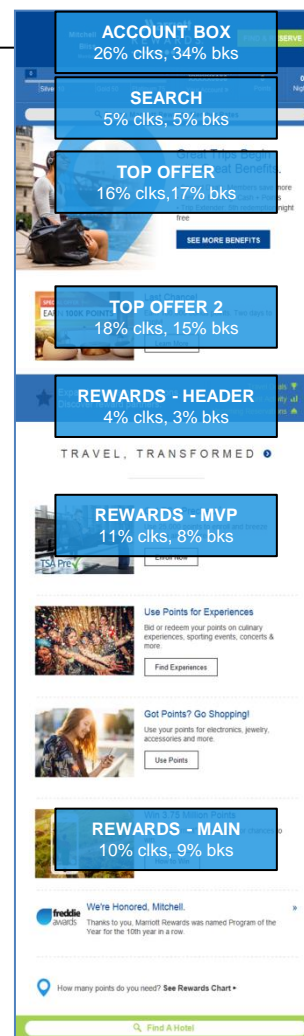 ACCOUNT BOX
26% clks, 34% bks
SEARCH
5% clks, 5% bks
TOP OFFER
16% clks,17% bks
free
SEE MORE BENEFITS
TOP OFFER 2
18% clks, 15% bks
REWARDS - HEADER
4% clks, 3% bks
TRAVEL, TRANSFORMED
REWARDS - MVP
11% clks, 8% bks
TSA Pre
Use Points for Experiences
Bid or redeem your points on culinary
experiences, sporting events, concerts &
more.
Find Experiences
Got Points? Go Shopping!
Use your points for electronics, jewelry,
accessories and more.
Use Points
REWARDS - MAIN
10% clks, 9% bks
freddie
awards
We're Honored, Mitchell. »
Thanks to you, Marriott Rewards was named Program of the
Year for the 10th year in a row.
How many points do you need? See Rewards Chart
Find A Hotel